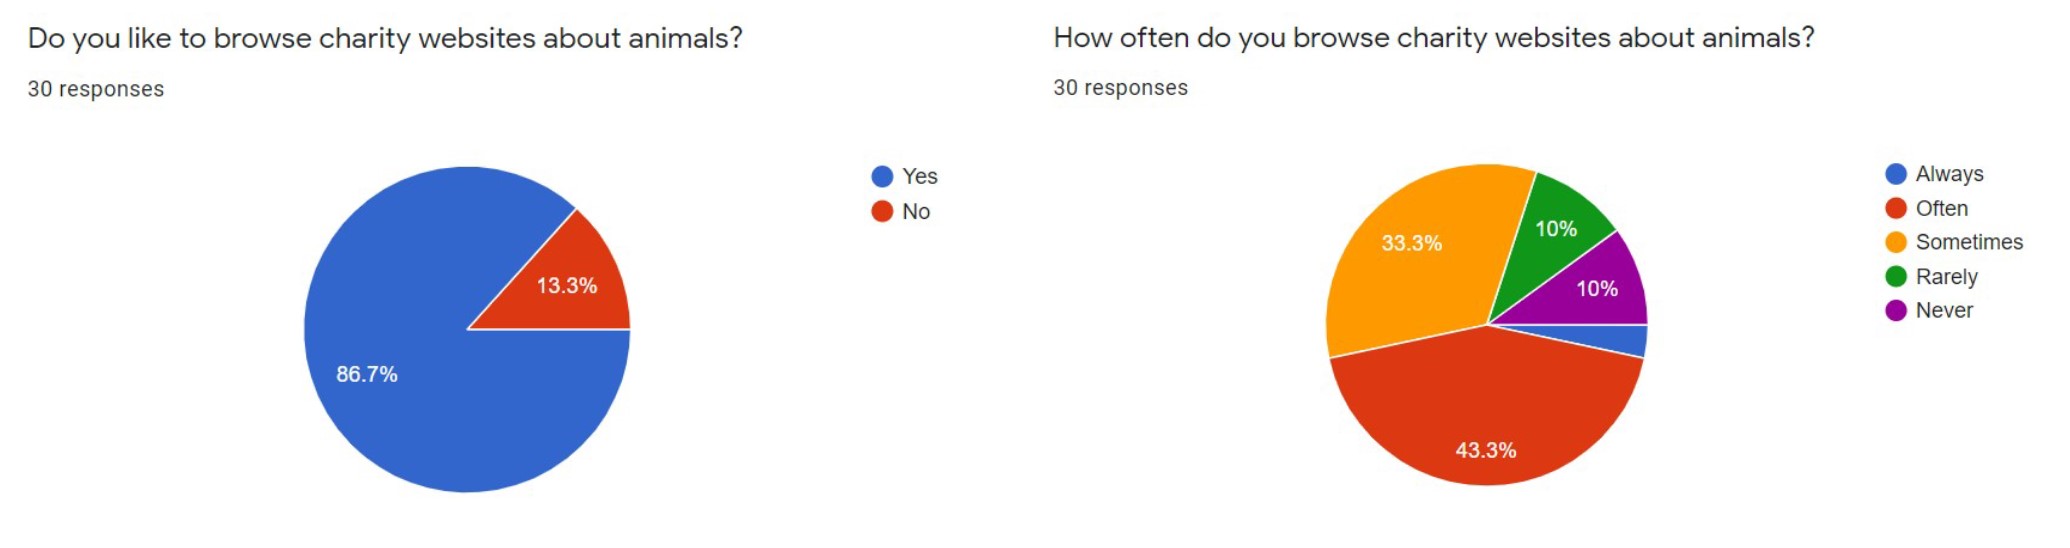 Do you like to browse charity websites about animals?
30 responses
Yes
No
13.3%
86.7%
How often do you browse charity websites about animals?
30 responses
Always
Often
Sometimes
Rarely
Never
33.3%
10%
10%
43.3%